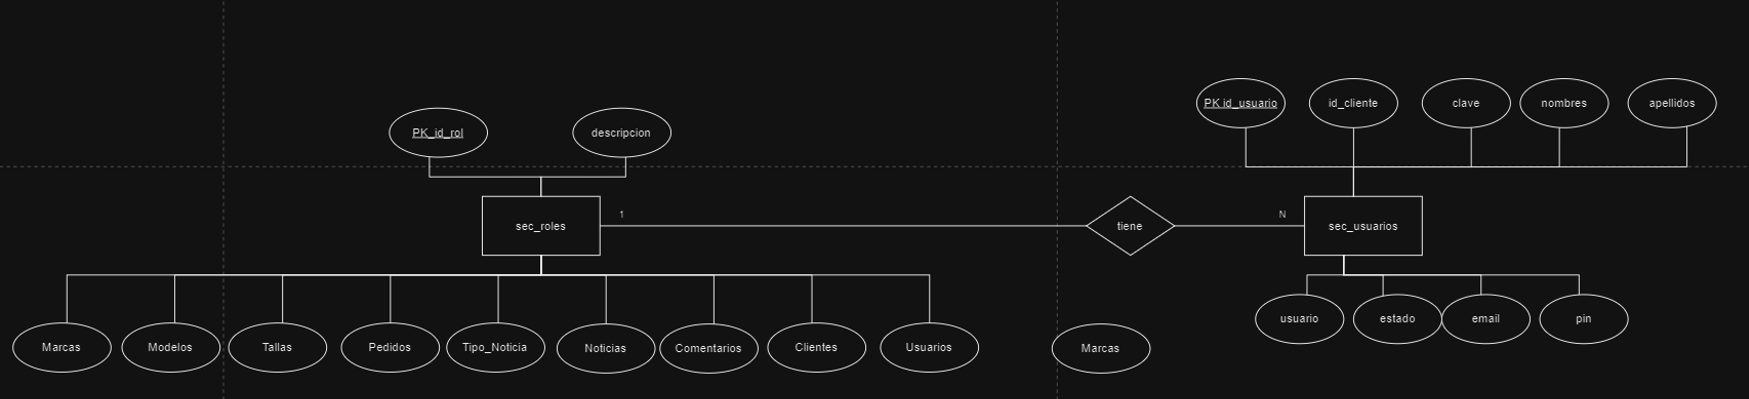 PK id_usuario
id_cliente
clave
nombres
apellidos
PK_id_rol
descripcion
sec_roles
1
tiene
N
sec_usuarios
usuario
estado
email
pin
Marcas
Modelos
Tallas
Pedidos
Tipo_Noticia
Noticias
Comentarios
Clientes
Usuarios
Marcas